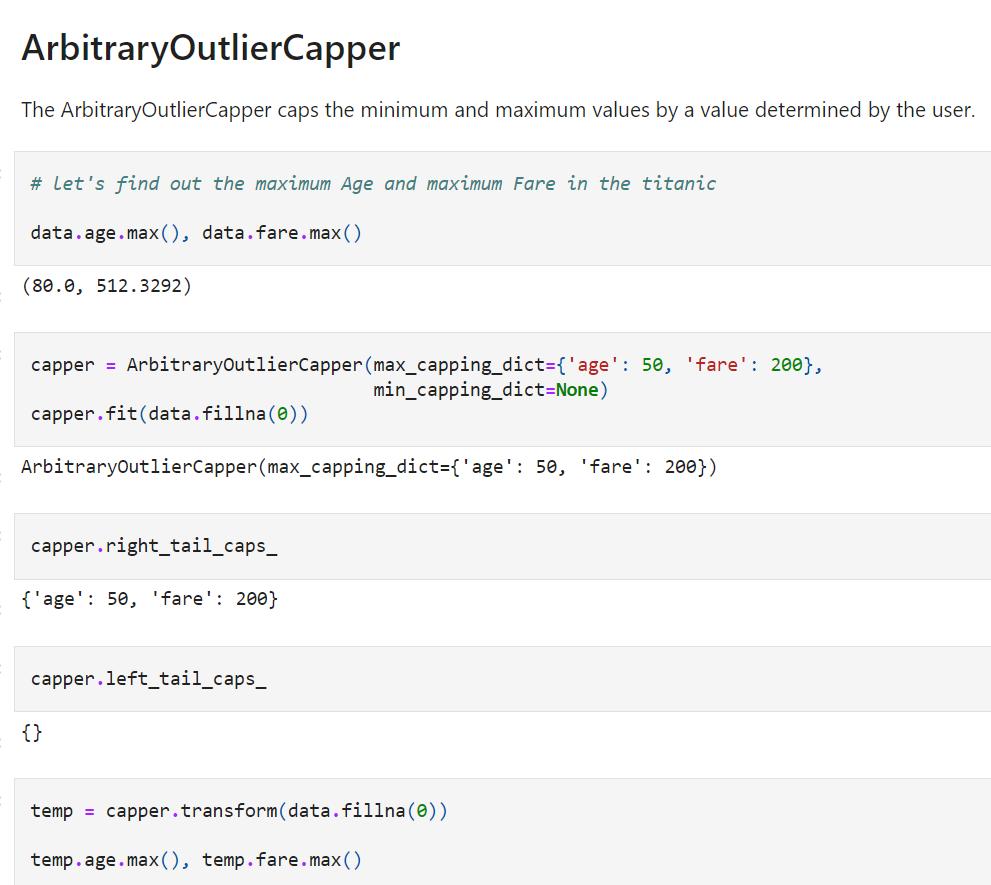 ArbitraryOutlierCapper
The ArbitraryOutlierCapper caps the minimum and maximum values by a value determined by the user.
# let's find out the maximum Age and maximum Fare in the titanic
data.age.max(), data.fare.max()
(80.0, 512.3292)
capper = ArbitraryOutlierCapper(max_capping_dict={'age': 50, 'fare': 200},
                                min_capping_dict=None)
capper.fit(data.fillna(0))
ArbitraryOutlierCapper(max_capping_dict={'age': 50, 'fare': 200})
capper.right_tail_caps_
{'age': 50, 'fare': 200}
capper.left_tail_caps_
{}
temp = capper.transform(data.fillna(0))
temp.age.max(), temp.fare.max()